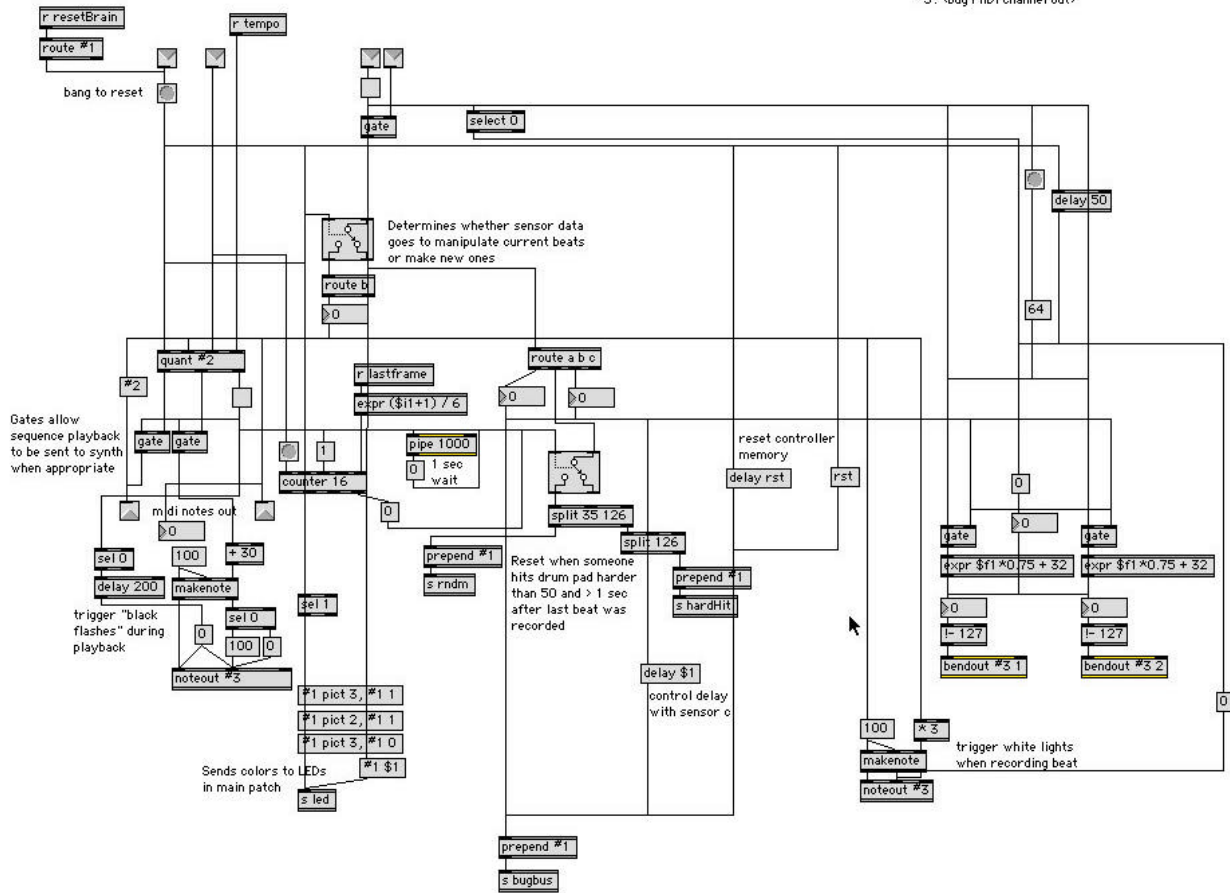 3. <bug MIDI channel out>
r resetBrain
r tempo
route #1
bang to reset
gate
select 0
delay 50
Determines whether sensor data
goes to manipulate current beats
or make new ones
route b
0
64
quant #2
route a b c
#2
r lastframe
0
0
expr ($i1+1) / 6
Gates allow
sequence playback
to be sent to synth
when appropriate
gate
gate
1
pipe 1000
0
1 sec
wait
reset controller
memory
delay rst
rst
counter 16
0
0
midi notes out
0
split 35 126
0
100
+ 30
sel 0
split 126
gate
gate
prepend #1
s rndm
Reset when someone
hits drum pad harder
than 50 and > 1 sec
after last beat was
recorded
prepend #1
s hardHit
expr $f1*0.75 + 32
expr $f1*0.75 + 32
delay 200
makenote
trigger "black
flashes" during
playback
sel 1
sel 0
0
100
0
0
0
!- 127
!- 127
noteout #3
bendout #3 1
bendout #3 2
delay $1
control delay
with sensor c
#1 pict 3, #1 1
#1 pict 2, #1 1
#1 pict 3, #1 0
0
100
* 3
Sends colors to LEDs
in main patch
#1 $1
makenote
trigger white lights
when recording beat
s led
noteout #3
prepend #1
s bugbus